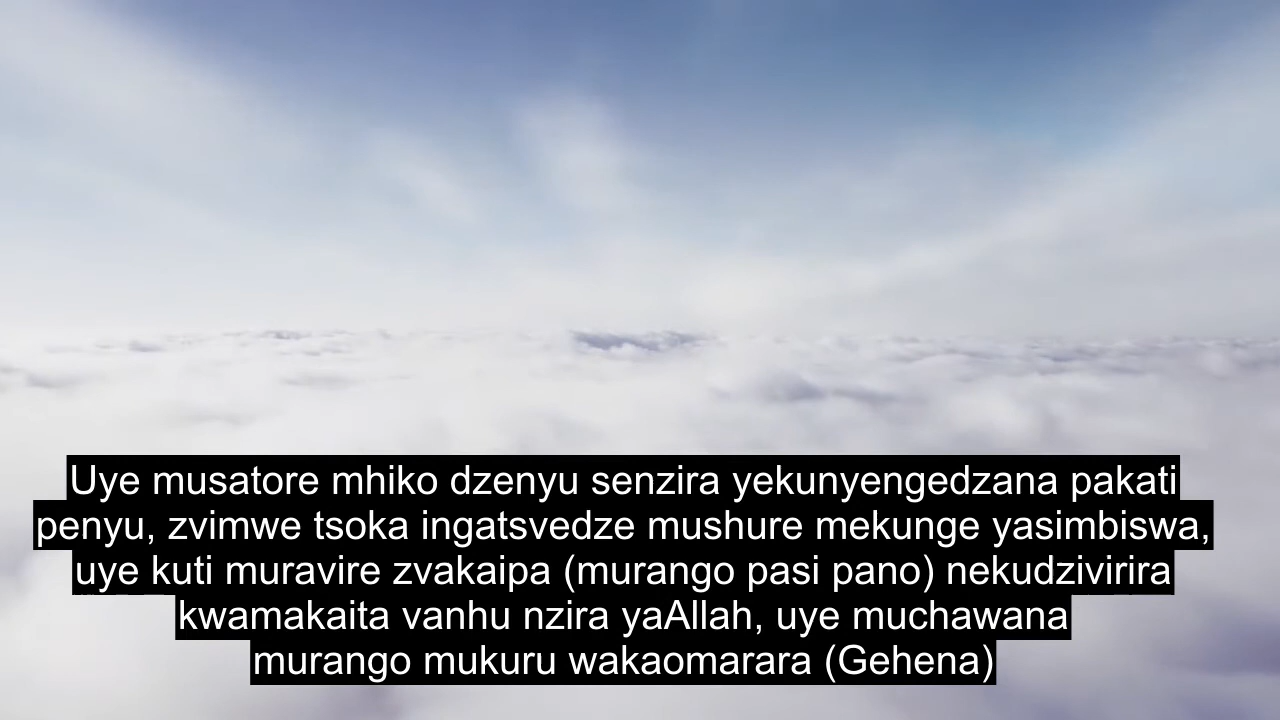 Uye musatore mhiko dzenyu senzira yekunyengedzana pakati
penyu, zvimwe tsoka ingatsvedze mushure mekunge yasimbiswa,
uye kuti muravire zvakaipa (murango pasi pano) nekudzivirira
kwamakaita vanhu nzira yaAllah, uye muchawana
murango mukuru wakaomarara (Gehena)